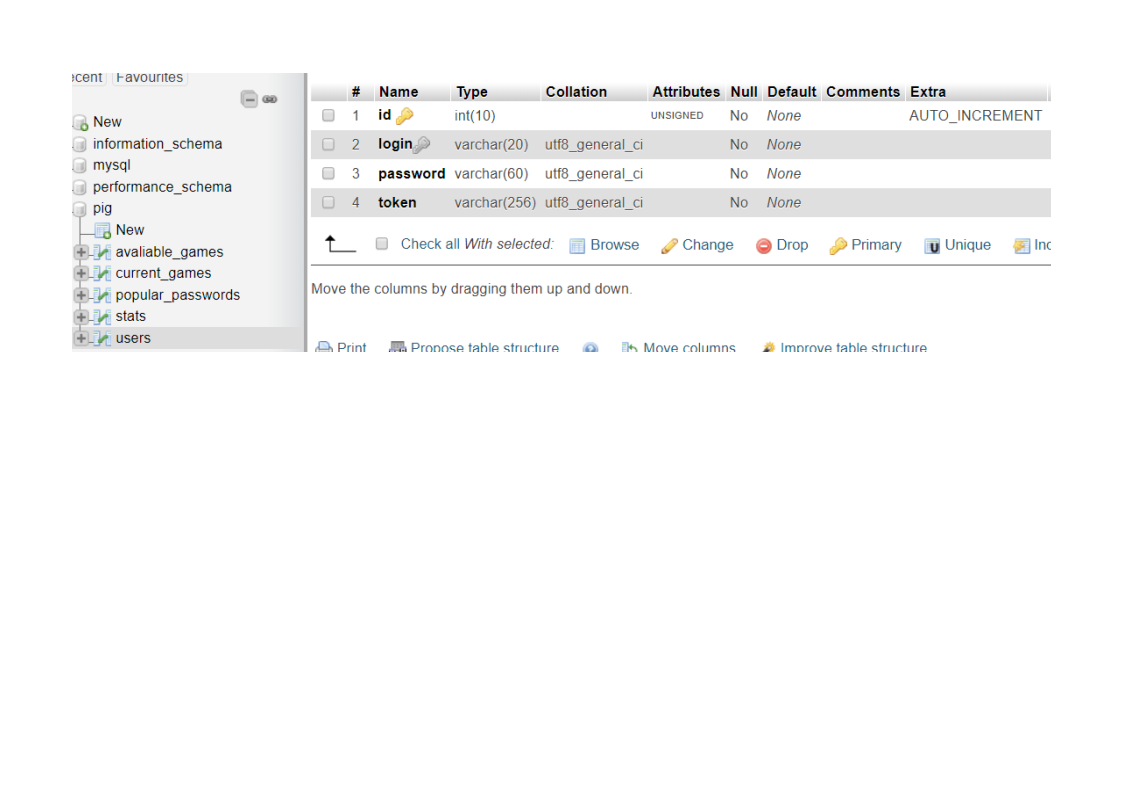 Favourites
New
information_schema
mysql
performance_schema
pig
New
avaliable_games
current_games
popular_passwords
stats
users
# Name Type Collation Attributes Null Default Comments Extra
1 id int(10) UNSIGNED No None AUTO_INCREMENT
2 login varchar(20) utf8_general_ci No None
3 password varchar(60) utf8_general_ci No None
4 token varchar(256) utf8_general_ci No None
Check all With selected: Browse Change Drop Primary Unique
Move the columns by dragging them up and down.
Print Propose table structure Move columns Improve table structure